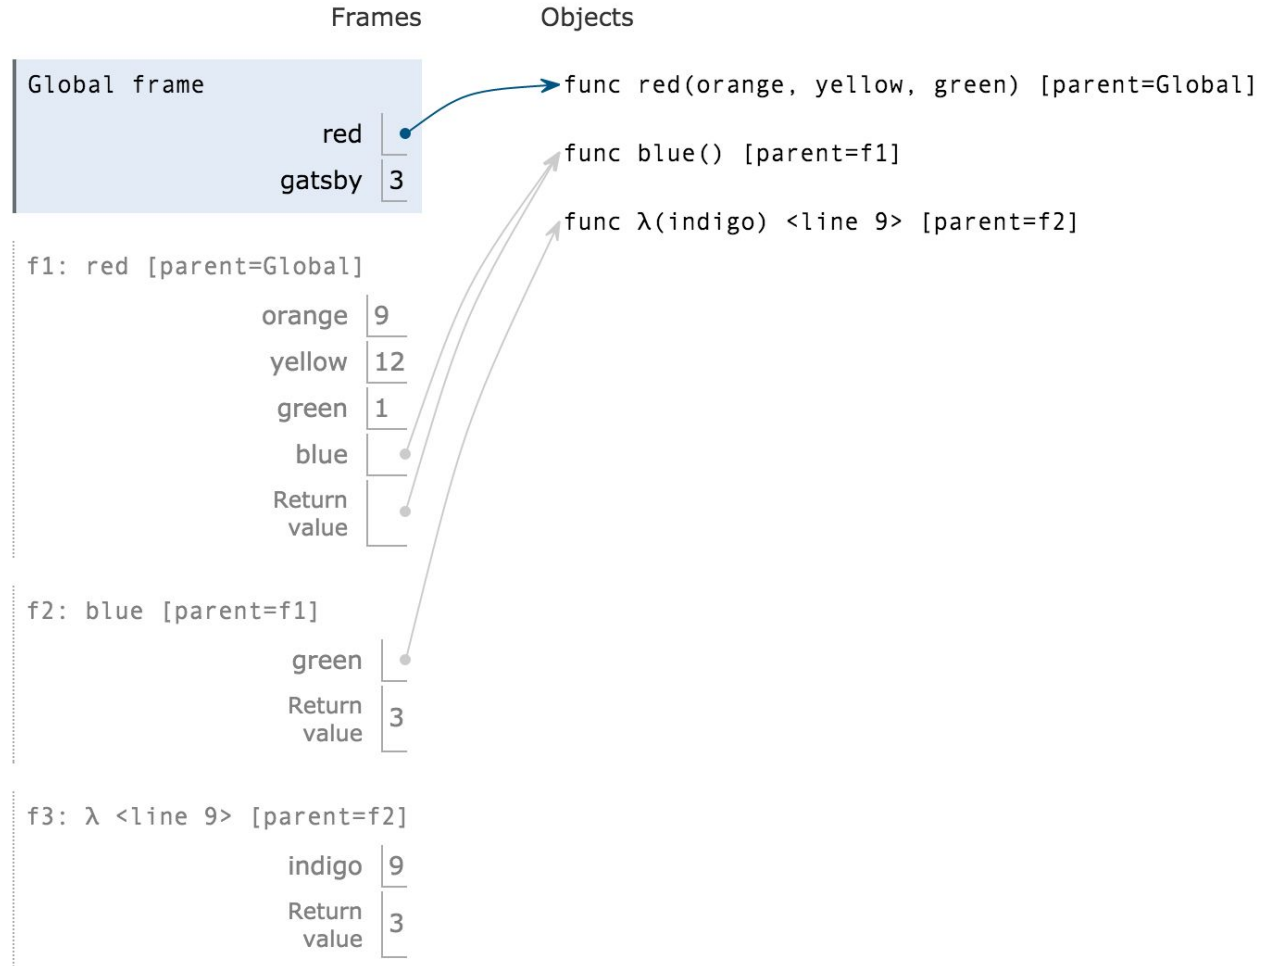 Frames Objects
Global frame
func red(orange, yellow, green) [parent=Global]
red
func blue() [parent=f1]
gatsby 3
func λ(indigo) <line 9> [parent=f2]
f1: red [parent=Global]
orange 9
yellow 12
green 1
blue
Return
value
f2: blue [parent=f1]
green
Return
value 3
f3: λ <line 9> [parent=f2]
indigo 9
Return
value 3